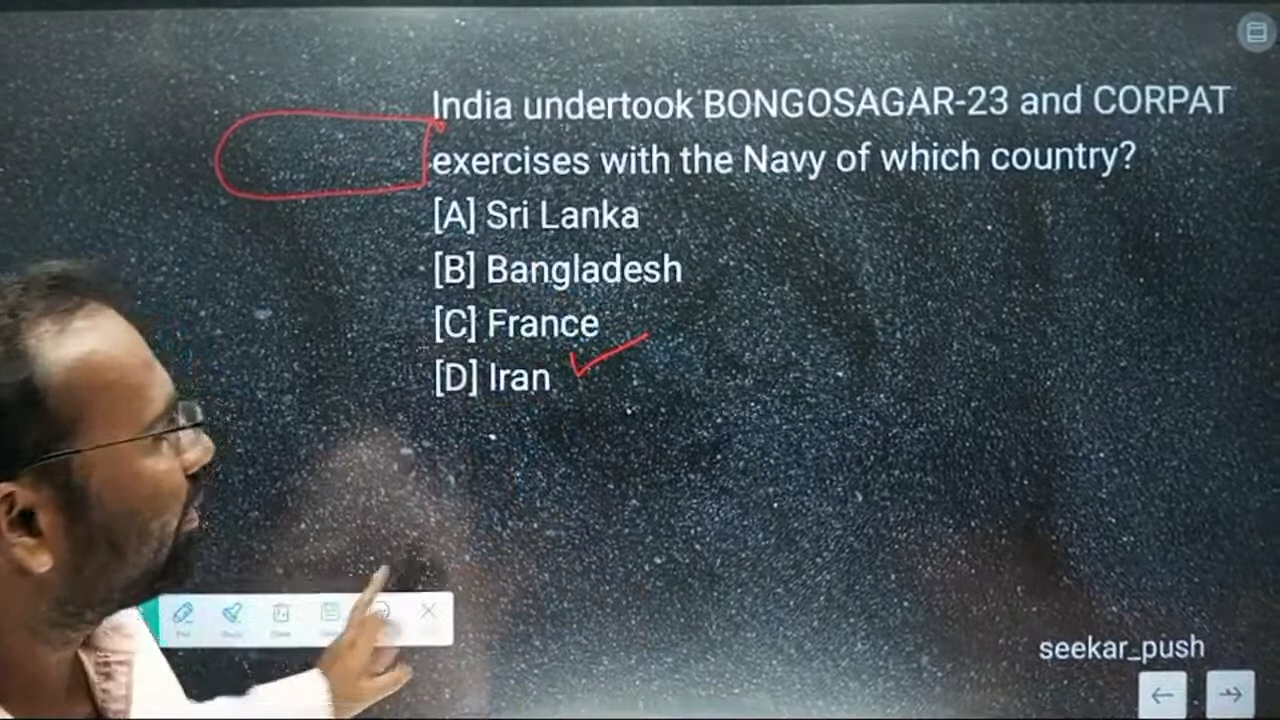 India undertook BONGOSAGAR-23 and CORPAT
exercises with the Navy of which country?
[A] Sri Lanka
[B] Bangladesh
[C] France
[D] Iran
seekar_push